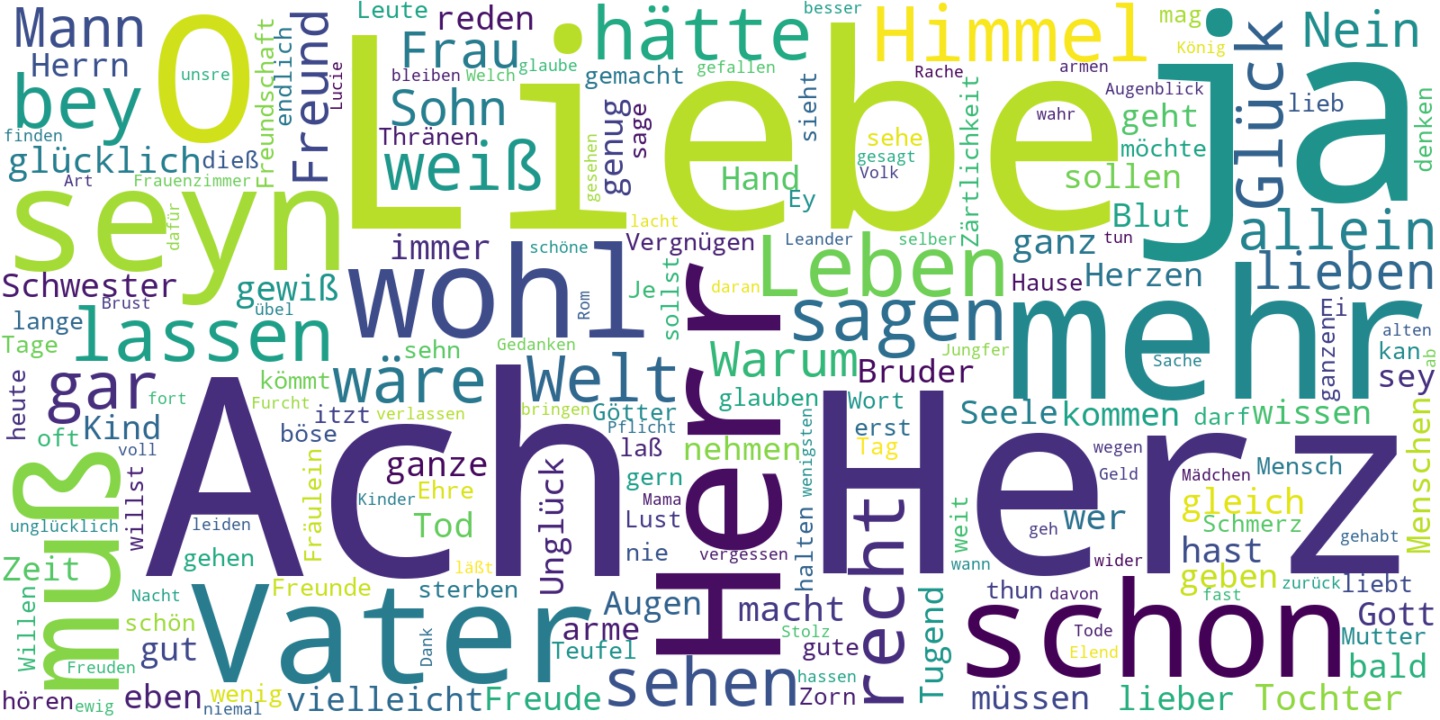 Mann
O
Leute
reden
Freundschaft
endlich
Freund
Lucie
Frau
hätte
besser
Himmel
mag
König
Glück
Nein
Herrn
unsre
Liebe
ja
bleiben
Welch
glaube
gemacht
gefallen
sieht
Rache
armen
Augenblick
lieb
bey
Sohn
genug
sage
wahr
geht
denken
finden
Thränen
sehe
möchte
glücklich
dieß
weiß
gesehen
Hand
gesagt
Volk
Zärtlichkeit
sollen
Art
Frauenzimmer
Ey
Blut
seyn
dafür
lacht
allein
immer
schöne
Vergnügen
Leander
selber
ganz
tun
Schwester
gewiß
wohl
Rom
Je
sollst
daran
Leben
Hause
Herzen
lieben
Brust
übel
lange
lassen
sagen
mehr
Ei
ganzen
alten
Tage
sehn
Gedanken
Warum
Jungfer
Sache
kan
ab
heute
gar
fort
kömmt
wäre
Welt
Herr
Bruder
sey
Furcht
itzt
verlassen
bringen
Götter
glauben
Wort
Seele
kommen
darf
wissen
oft
Kind
böse
Pflicht
erst
voll
Ach
laß
nehmen
wenigsten
Tag
Herz
wegen
Menschen
muß
willst
Fräulein
ganze
Unglück
gern
halten
Geld
Mädchen
Mensch
Kinder
Ehre
Mama
recht
weit
gleich
unglücklich
leiden
Tod
Lust
geh
wer
Schmerz
gehabt
gehen
nie
vergessen
wann
wider
hast
Zeit
läßt
geben
zurück
liebt
Willen
Nacht
Vater
Freunde
sterben
Augen
macht
Tugend
thun
davon
fast
Gott
schön
Dank
arme
Stolz
schon
Tode
Mutter
gut
Teufel
gute
Elend
Freuden
sehen
hassen
bald
hören
ewig
eben
wenig
niemal
vielleicht
Freude
Zorn
müssen
lieber
Tochter